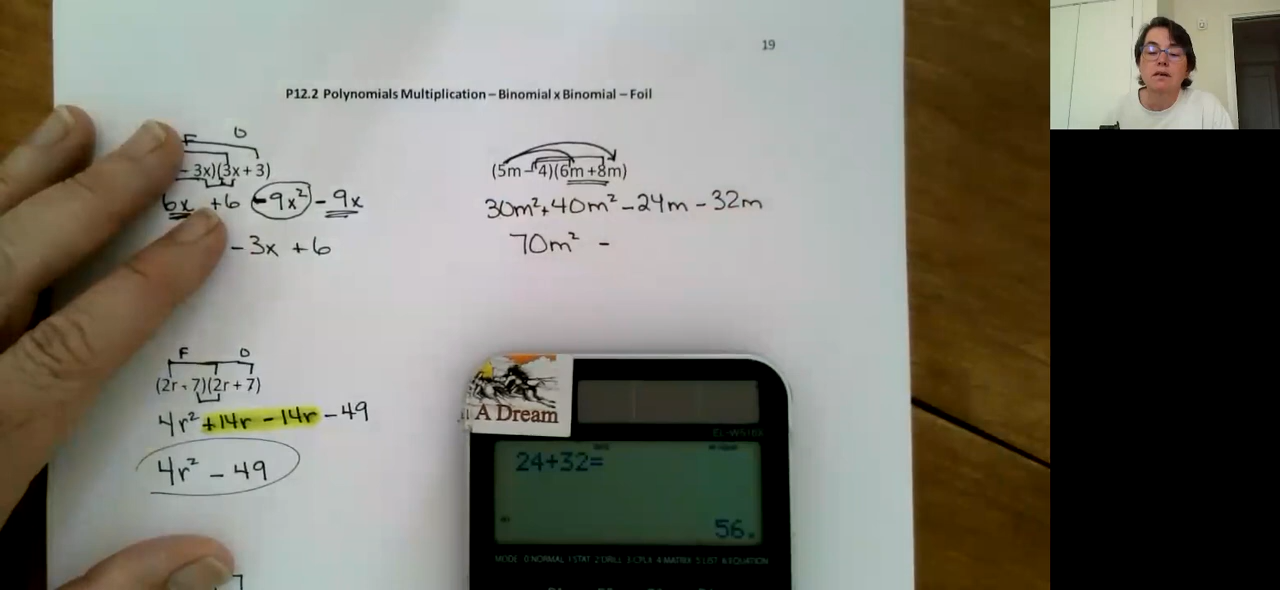 19
P12.2 Polynomials Multiplication – Binomial x Binomial – Foil
F O
- 3x)(3x + 3)
6x +6 -9x² -9x
-3x +6
(5m – 4)(6m +8m)
30m²+40m² -24m -32m
70m² -
F O
(2r - 7)(2r + 7)
4r² +14r - 14r - 49
4r² - 49
A Dream
24+32=
56.
MODE